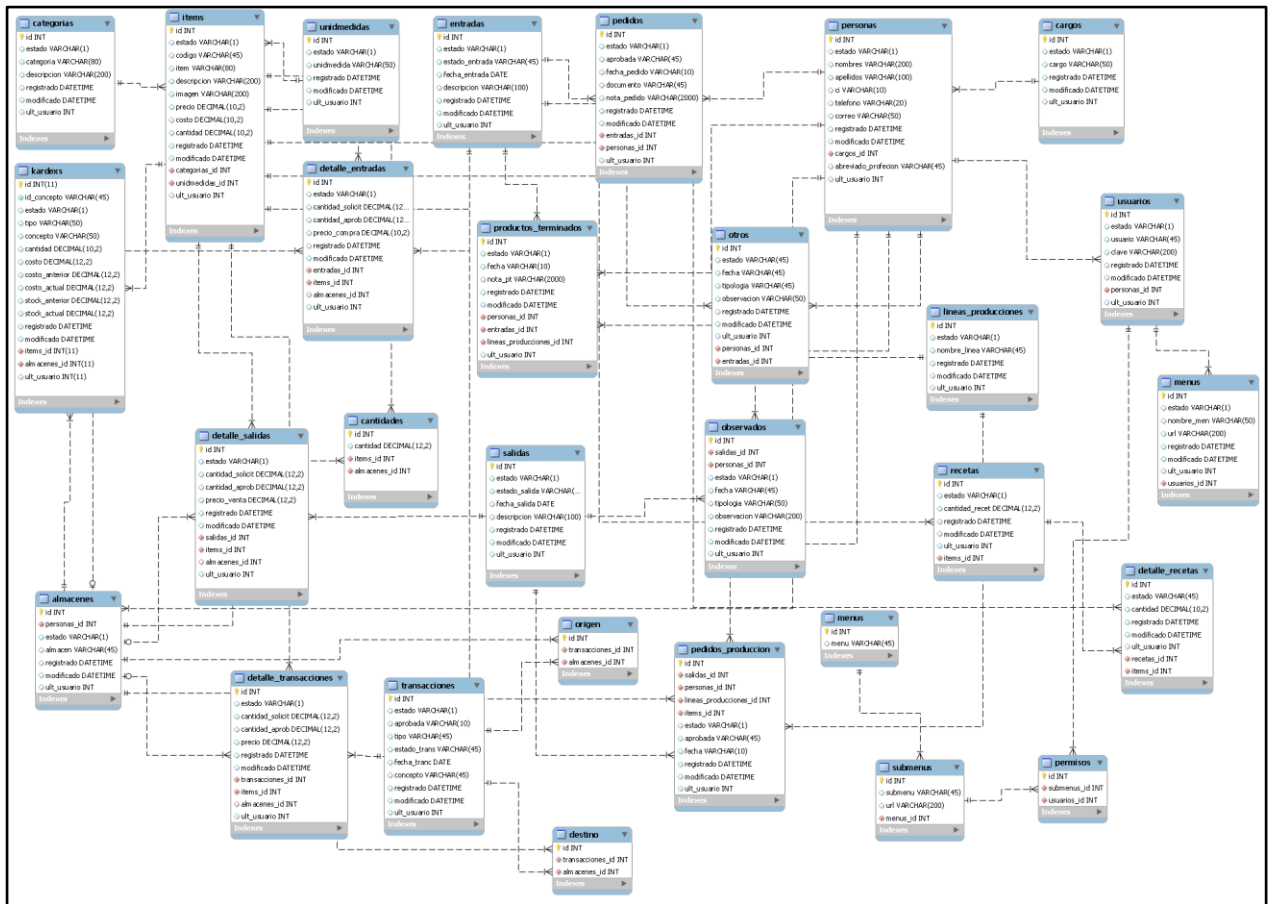 categorias
id INT
estado VARCHAR(1)
categoria VARCHAR(80)
descripcion VARCHAR(200)
registrado DATETIME
modificado DATETIME
ult_usuario INT
Indexes
items
id INT
estado VARCHAR(1)
codigo VARCHAR(45)
item VARCHAR(80)
descripcion VARCHAR(200)
imagen VARCHAR(200)
precio DECIMAL(10,2)
costo DECIMAL(10,2)
cantidad DECIMAL(10,2)
registrado DATETIME
modificado DATETIME
categorias_id INT
unidmedidas_id INT
ult_usuario INT
Indexes
unidmedidas
id INT
estado VARCHAR(1)
unidmedida VARCHAR(50)
registrado DATETIME
modificado DATETIME
ult_usuario INT
Indexes
entradas
id INT
estado VARCHAR(1)
estado_entrada VARCHAR(45)
fecha_entrada DATE
descripcion VARCHAR(100)
registrado DATETIME
modificado DATETIME
ult_usuario INT
Indexes
pedidos
id INT
estado VARCHAR(1)
aprobada VARCHAR(45)
fecha_pedido VARCHAR(10)
documento VARCHAR(45)
nota_pedido VARCHAR(2000)
registrado DATETIME
modificado DATETIME
entradas_id INT
personas_id INT
ult_usuario INT
Indexes
personas
id INT
estado VARCHAR(1)
nombres VARCHAR(200)
apellidos VARCHAR(100)
ci VARCHAR(10)
telefono VARCHAR(20)
correo VARCHAR(50)
registrado DATETIME
modificado DATETIME
cargos_id INT
abreviado_profecion VARCHAR(45)
ult_usuario INT
Indexes
cargos
id INT
estado VARCHAR(1)
cargo VARCHAR(50)
registrado DATETIME
modificado DATETIME
ult_usuario INT
Indexes
kardexs
id INT(11)
id_concepto VARCHAR(45)
estado VARCHAR(1)
tipo VARCHAR(50)
concepto VARCHAR(50)
cantidad DECIMAL(10,2)
costo DECIMAL(12,2)
costo_anterior DECIMAL(12,2)
costo_actual DECIMAL(12,2)
stock_anterior DECIMAL(12,2)
stock_actual DECIMAL(12,2)
registrado DATETIME
modificado DATETIME
items_id INT(11)
almacenes_id INT(11)
ult_usuario INT(11)
Indexes
detalle_entradas
id INT
estado VARCHAR(1)
cantidad_solicit DECIMAL(12...
cantidad_aprob DECIMAL(12...
precio_compra DECIMAL(10,2)
registrado DATETIME
modificado DATETIME
entradas_id INT
items_id INT
almacenes_id INT
ult_usuario INT
Indexes
productos_terminados
id INT
estado VARCHAR(1)
fecha VARCHAR(10)
nota_pt VARCHAR(2000)
registrado DATETIME
modificado DATETIME
personas_id INT
entradas_id INT
lineas_producciones_id INT
ult_usuario INT
Indexes
otros
id INT
estado VARCHAR(45)
fecha VARCHAR(45)
tipologia VARCHAR(45)
observacion VARCHAR(50)
registrado DATETIME
modificado DATETIME
ult_usuario INT
personas_id INT
entradas_id INT
Indexes
usuarios
id INT
estado VARCHAR(1)
usuario VARCHAR(45)
clave VARCHAR(200)
registrado DATETIME
modificado DATETIME
personas_id INT
ult_usuario INT
Indexes
lineas_producciones
id INT
estado VARCHAR(1)
nombre_linea VARCHAR(45)
registrado DATETIME
modificado DATETIME
ult_usuario INT
Indexes
menus
id INT
estado VARCHAR(1)
nombre_men VARCHAR(50)
url VARCHAR(200)
registrado DATETIME
modificado DATETIME
ult_usuario INT
usuarios_id INT
Indexes
detalle_salidas
id INT
estado VARCHAR(1)
cantidad_solicit DECIMAL(12,2)
cantidad_aprob DECIMAL(12,2)
precio_venta DECIMAL(12,2)
registrado DATETIME
modificado DATETIME
salidas_id INT
items_id INT
almacenes_id INT
ult_usuario INT
Indexes
cantidades
id INT
cantidad DECIMAL(12,2)
items_id INT
almacenes_id INT
Indexes
salidas
id INT
estado VARCHAR(1)
estado_salida VARCHAR(...
fecha_salida DATE
descripcion VARCHAR(100)
registrado DATETIME
modificado DATETIME
ult_usuario INT
Indexes
observados
id INT
salidas_id INT
personas_id INT
estado VARCHAR(1)
fecha VARCHAR(45)
tipologia VARCHAR(50)
observacion VARCHAR(200)
registrado DATETIME
modificado DATETIME
ult_usuario INT
Indexes
recetas
id INT
estado VARCHAR(1)
cantidad_recet DECIMAL(12,2)
registrado DATETIME
modificado DATETIME
ult_usuario INT
items_id INT
Indexes
detalle_recetas
id INT
estado VARCHAR(45)
cantidad DECIMAL(10,2)
registrado DATETIME
modificado DATETIME
ult_usuario INT
recetas_id INT
items_id INT
Indexes
almacenes
id INT
personas_id INT
estado VARCHAR(1)
almacen VARCHAR(45)
registrado DATETIME
modificado DATETIME
ult_usuario INT
Indexes
detalle_transacciones
id INT
estado VARCHAR(1)
cantidad_solicit DECIMAL(12,2)
cantidad_aprob DECIMAL(12,2)
precio DECIMAL(12,2)
registrado DATETIME
modificado DATETIME
transacciones_id INT
items_id INT
almacenes_id INT
ult_usuario INT
Indexes
transacciones
id INT
estado VARCHAR(1)
aprobada VARCHAR(10)
tipo VARCHAR(45)
estado_trans VARCHAR(45)
fecha_tranc DATE
concepto VARCHAR(45)
registrado DATETIME
modificado DATETIME
ult_usuario INT
Indexes
origen
id INT
transacciones_id INT
almacenes_id INT
Indexes
pedidos_produccion
id INT
salidas_id INT
personas_id INT
lineas_producciones_id INT
items_id INT
estado VARCHAR(1)
aprobada VARCHAR(45)
fecha VARCHAR(10)
registrado DATETIME
modificado DATETIME
ult_usuario INT
Indexes
menus
id INT
menu VARCHAR(45)
Indexes
submenus
id INT
submenu VARCHAR(45)
url VARCHAR(200)
menus_id INT
Indexes
permisos
id INT
submenus_id INT
usuarios_id INT
Indexes
destino
id INT
transacciones_id INT
almacenes_id INT
Indexes